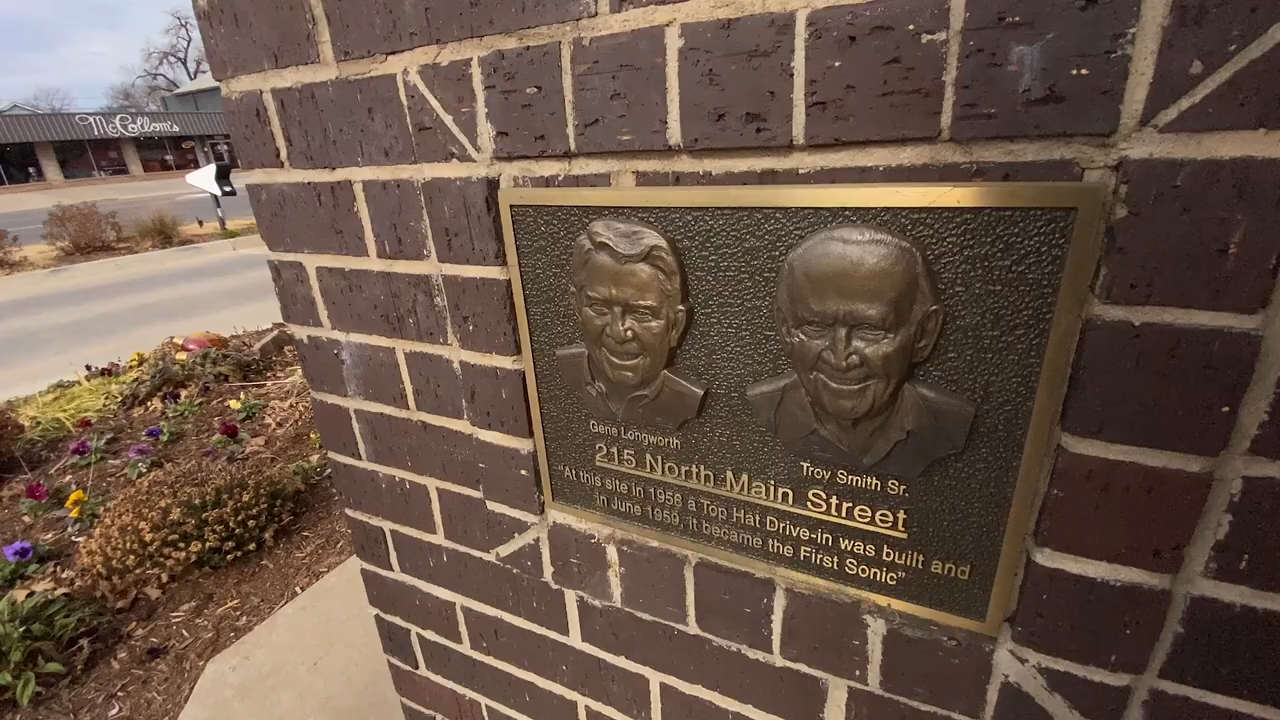 McCollom's
Gene Longworth
Troy Smith Sr.
215 North Main Street
"At this site in 1958 a Top Hat Drive-in was built and
in June 1959, it became the First Sonic"